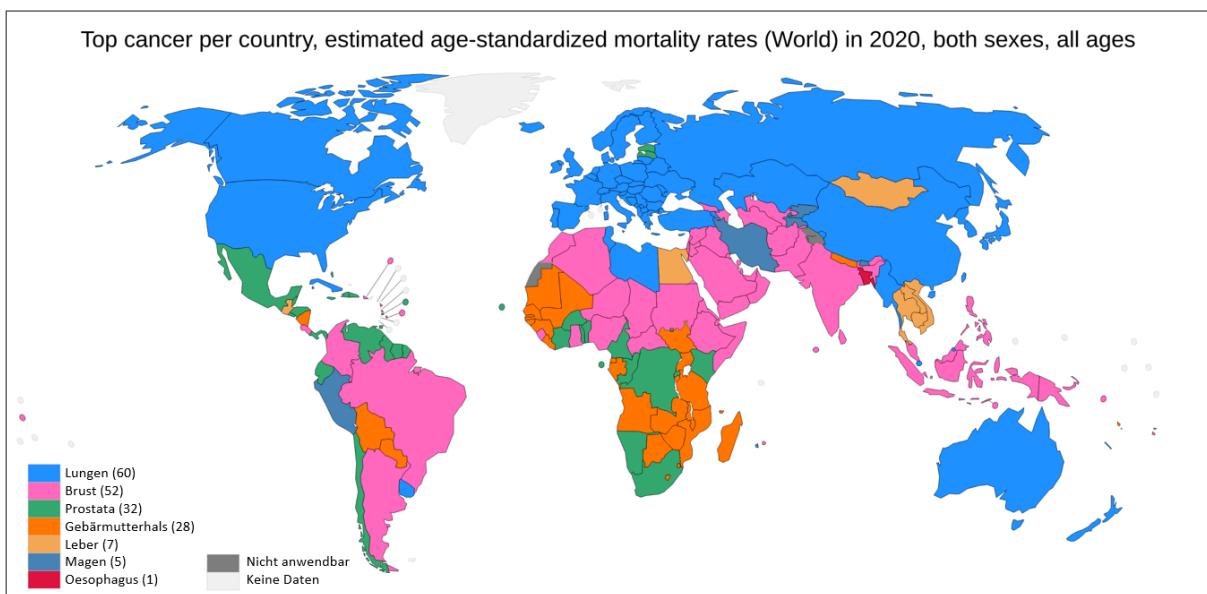 Top cancer per country, estimated age-standardized mortality rates (World) in 2020, both sexes, all ages
Lungen (60)
Brust (52)
Prostata (32)
Gebärmutterhals (28)
Leber (7)
Magen (5)
Oesophagus (1)
Nicht anwendbar
Keine Daten